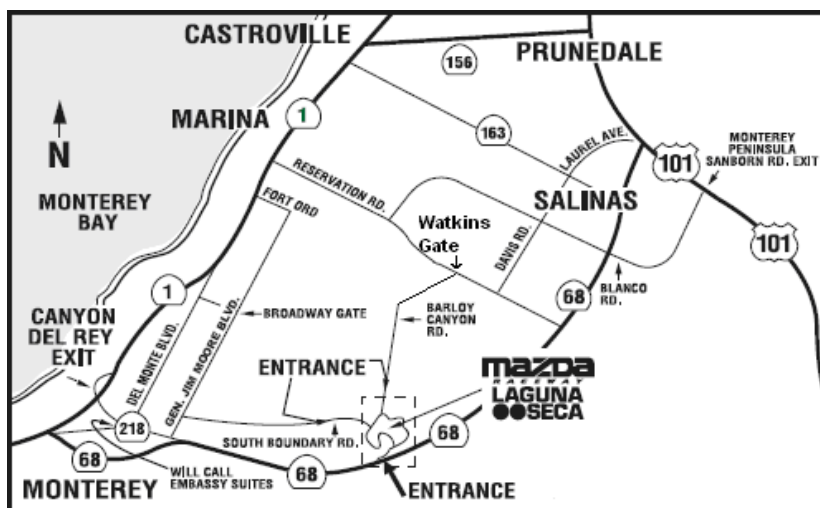 CASTROVILLE
156
PRUNEDALE
MARINA
1
163
LAUREL AVE.
101
MONTEREY
PENINSULA
SANBORN RD. EXIT
N
RESERVATION RD.
FORT ORD
SALINAS
MONTEREY
BAY
Watkins
Gate
DAVIS RD.
101
1
68
BLANCO
RD.
CANYON
DEL REY
EXIT
BROADWAY GATE
BARLOY
CANYON
RD.
DEL MONTE BLVD.
GEN. JIM MOORE BLVD.
ENTRANCE
mazda
RACEWAY
LAGUNA
SECA
218
SOUTH BOUNDARY RD.
68
68
WILL CALL
EMBASSY SUITES
68
MONTEREY
ENTRANCE